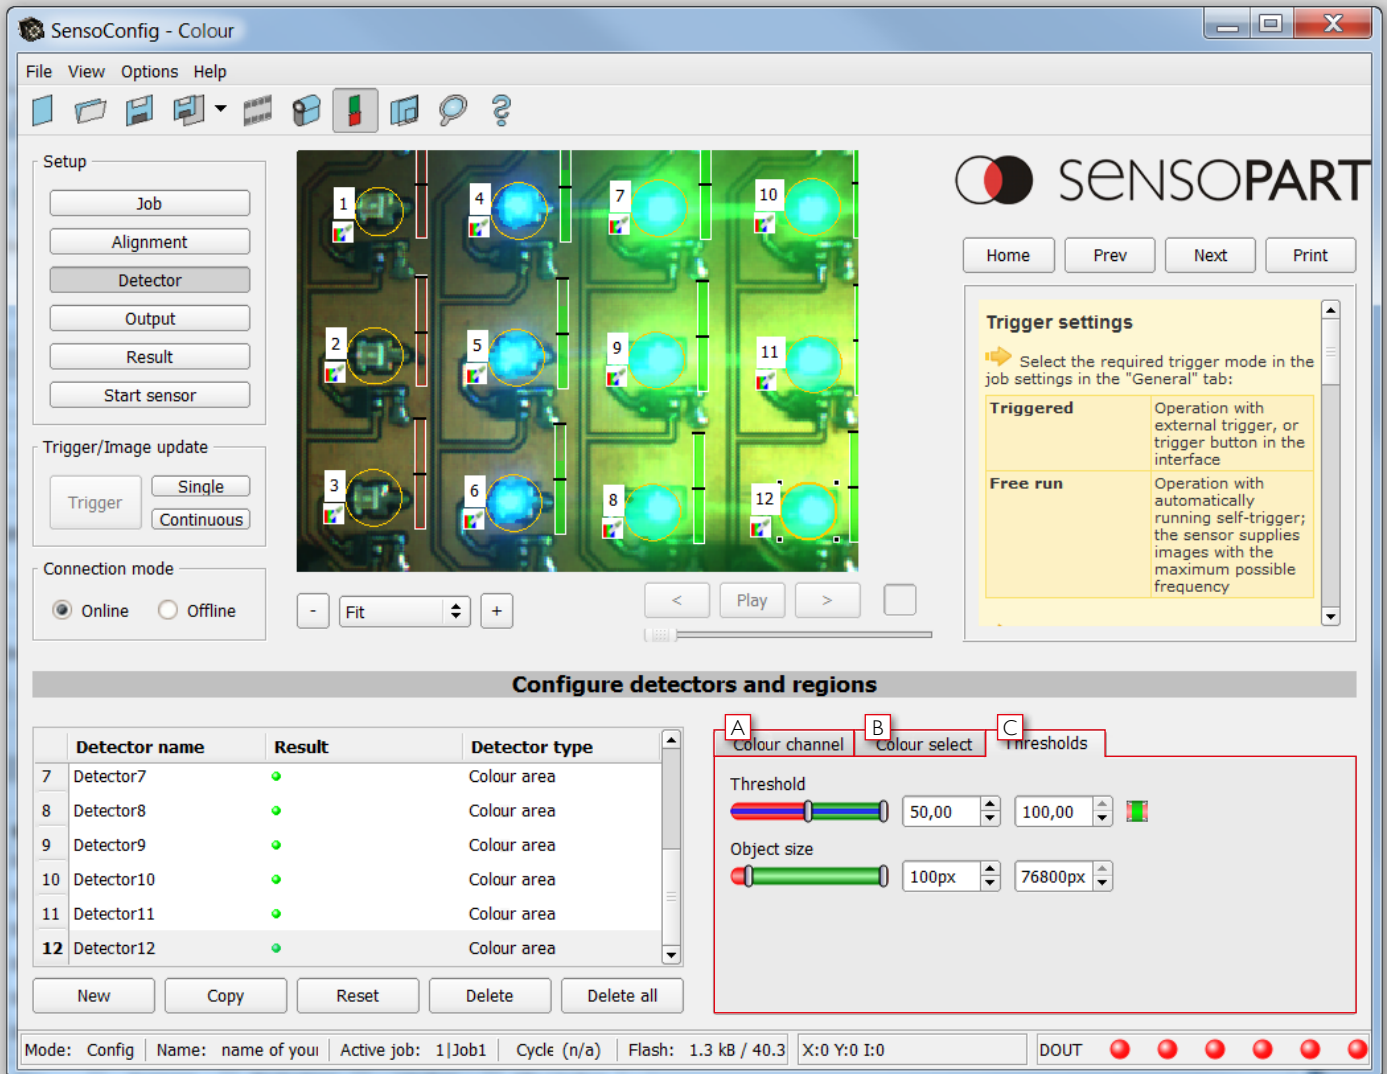 SensoConfig - Colour
File View Options Help
Setup
Job
Alignment
Detector
Output
Result
Start sensor
Trigger/Image update
Trigger
Single
Continuous
Connection mode
Online Offline
1 4 7 10
2 5 9 11
3 6 8 12
- Fit +
< Play >
SENSOPART
Home Prev Next Print
Trigger settings
Select the required trigger mode in the
job settings in the "General" tab:
Triggered Operation with
external trigger, or
trigger button in the
interface
Free run Operation with
automatically
running self-trigger;
the sensor supplies
images with the
maximum possible
frequency
Configure detectors and regions
Detector name Result Detector type
7 Detector7 Colour area
8 Detector8 Colour area
9 Detector9 Colour area
10 Detector10 Colour area
11 Detector11 Colour area
12 Detector12 Colour area
New Copy Reset Delete Delete all
A B C
Colour channel Colour select Thresholds
Threshold
50,00 100,00
Object size
100px 76800px
Mode: Config Name: name of your Active job: 1|Job1 Cycle (n/a) Flash: 1.3 kB / 40.3 X:0 Y:0 I:0 DOUT